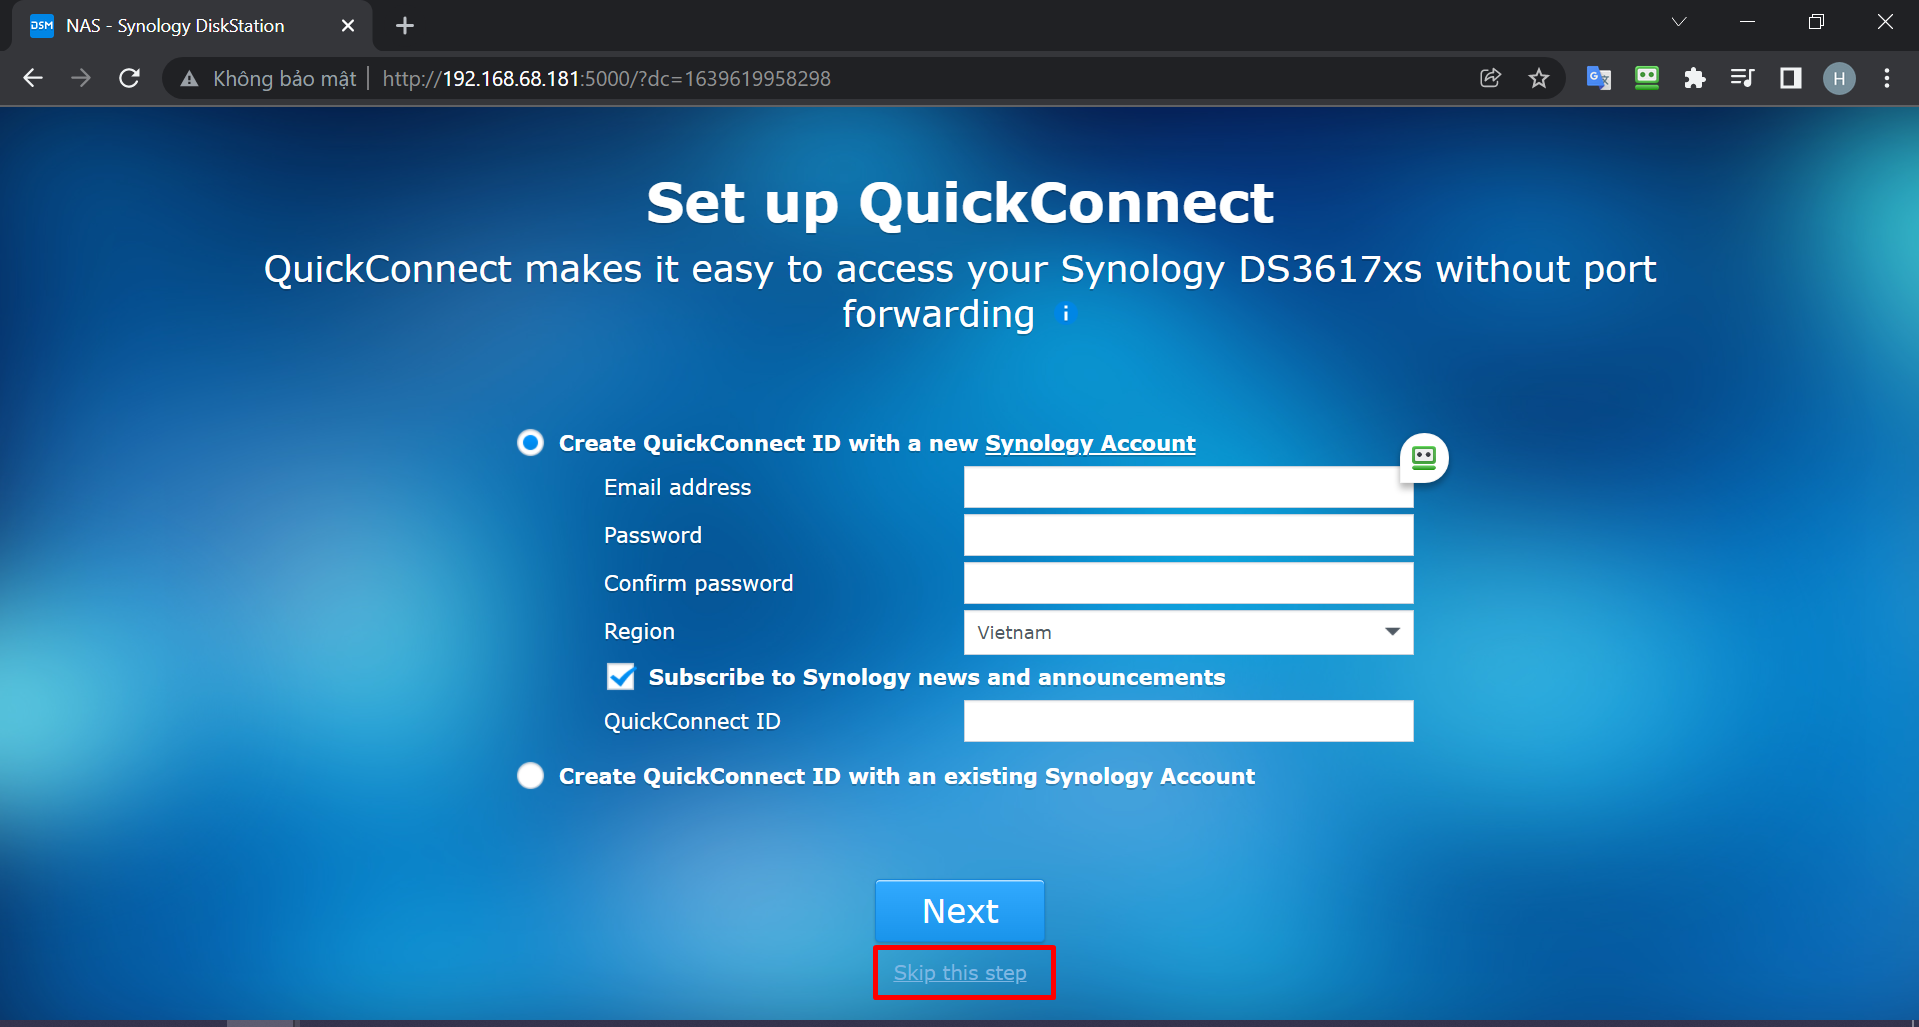 DSM NAS - Synology DiskStation
Không bảo mật http://192.168.68.181:5000/?dc=1639619958298
H
Set up QuickConnect
QuickConnect makes it easy to access your Synology DS3617xs without port
forwarding i
Create QuickConnect ID with a new Synology Account
Email address
Password
Confirm password
Region Vietnam
Subscribe to Synology news and announcements
QuickConnect ID
Create QuickConnect ID with an existing Synology Account
Next
Skip this step